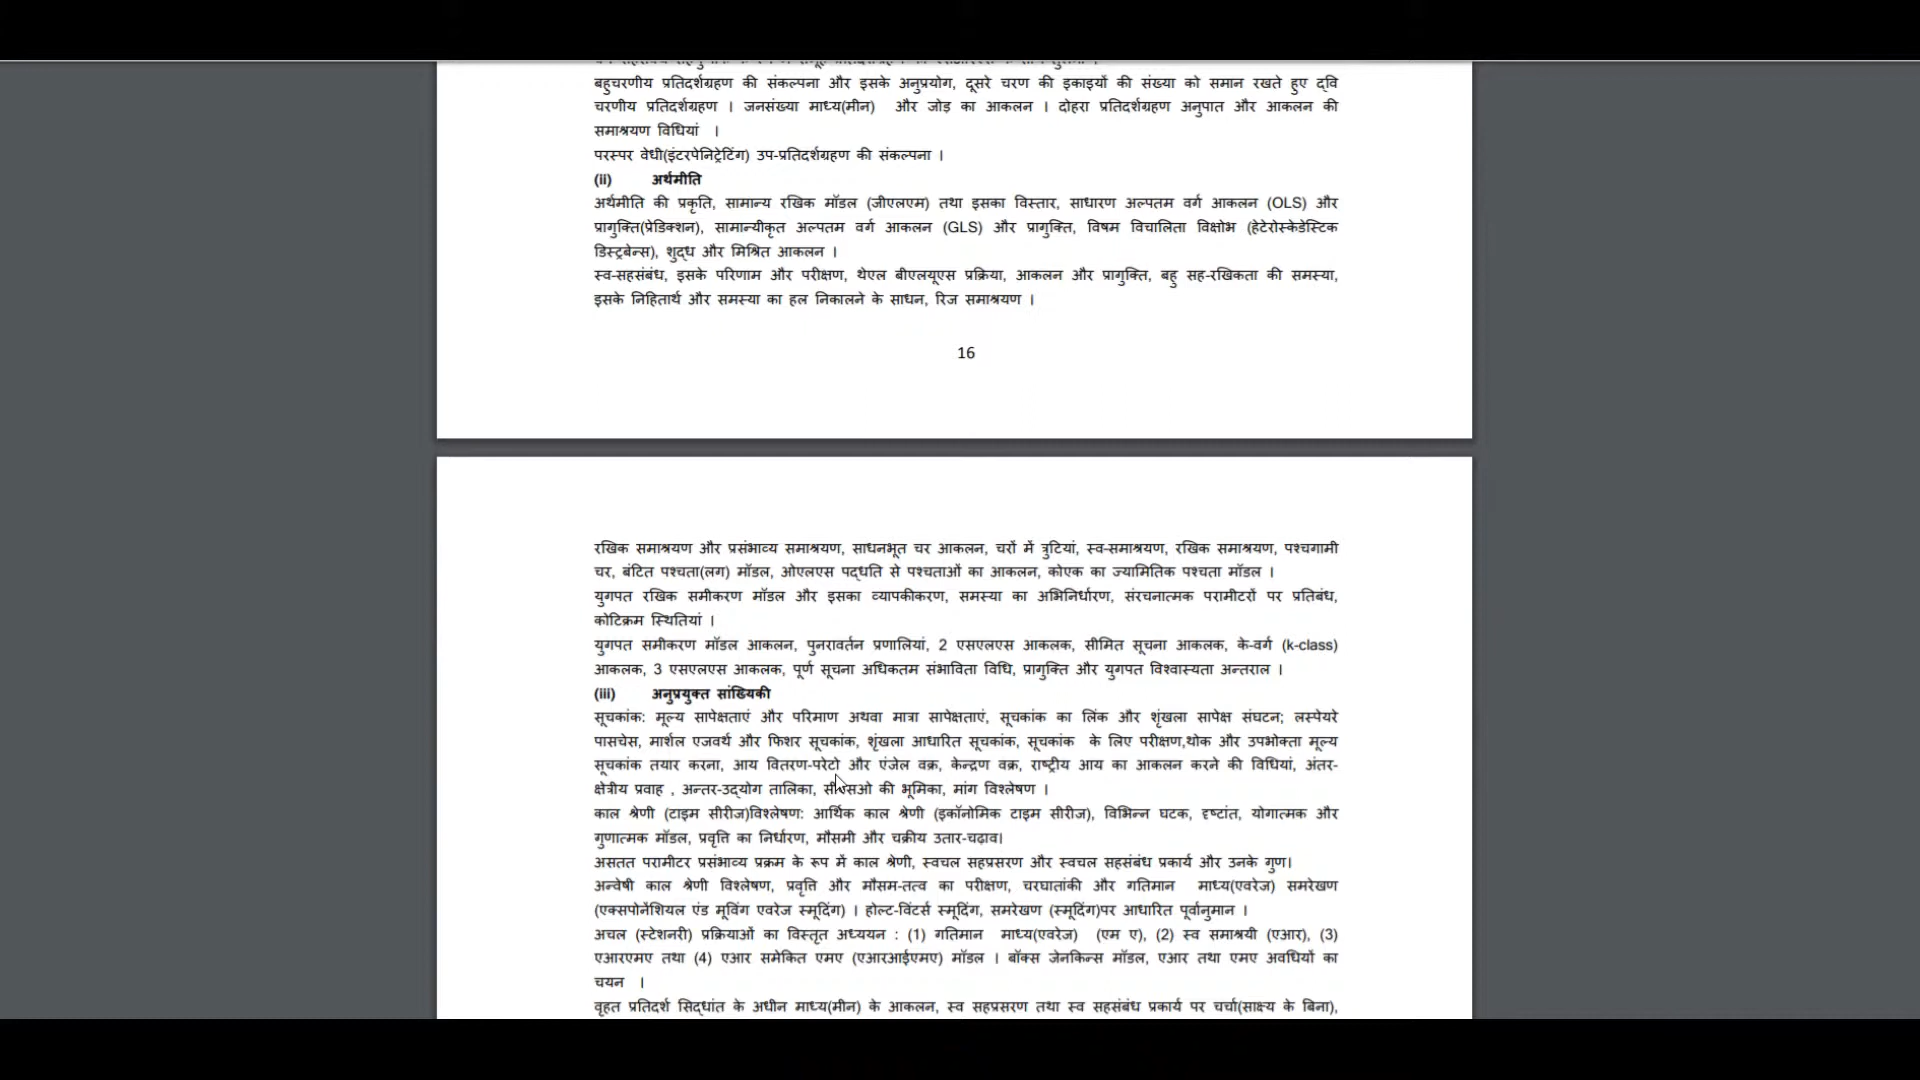 बहुचरणीय प्रतिदर्शग्रहण की संकल्पना और इसके अनुप्रयोग, दूसरे चरण की इकाइयों की संख्या को समान रखते हुए द्वि
चरणीय प्रतिदर्शग्रहण । जनसंख्या माध्य(मीन) और जोड़ का आकलन । दोहरा प्रतिदर्शग्रहण अनुपात और आकलन की
समाश्रयण विधियां ।
परस्पर वेधी(इंटरपेनिट्रेटिंग) उप-प्रतिदर्शग्रहण की संकल्पना ।
(ii) अर्थमीति
अर्थमीति की प्रकृति, सामान्य रखिक मॉडल (जीएलएम) तथा इसका विस्तार, साधारण अल्पतम वर्ग आकलन (OLS) और
प्रागुक्ति(प्रेडिक्शन), सामान्यीकृत अल्पतम वर्ग आकलन (GLS) और प्रागुक्ति, विषम विचालिता विक्षोभ (हेटेरोस्केडेस्टिक
डिस्ट्रबेन्स), शुद्ध और मिश्रित आकलन ।
स्व-सहसंबंध, इसके परिणाम और परीक्षण, थेएल बीएलयूएस प्रक्रिया, आकलन और प्रागुक्ति, बहु सह-रखिकता की समस्या,
इसके निहितार्थ और समस्या का हल निकालने के साधन, रिज समाश्रयण ।
16
रखिक समाश्रयण और प्रसंभाव्य समाश्रयण, साधनभूत चर आकलन, चरों में त्रुटियां, स्व-समाश्रयण, रखिक समाश्रयण, पश्चगामी
चर, बंटित पश्चता(लग) मॉडल, ओएलएस पद्धति से पश्चताओं का आकलन, कोएक का ज्यामितिक पश्चता मॉडल ।
युगपत रखिक समीकरण मॉडल और इसका व्यापकीकरण, समस्या का अभिनिर्धारण, संरचनात्मक परामीटरों पर प्रतिबंध,
कोटिक्रम स्थितियां ।
युगपत समीकरण मॉडल आकलन, पुनरावर्तन प्रणालियां, 2 एसएलएस आकलक, सीमित सूचना आकलक, के-वर्ग (k-class)
आकलक, 3 एसएलएस आकलक, पूर्ण सूचना अधिकतम संभाविता विधि, प्रागुक्ति और युगपत विश्वास्यता अन्तराल ।
(iii) अनुप्रयुक्त सांख्यिकी
सूचकांक: मूल्य सापेक्षताएं और परिमाण अथवा मात्रा सापेक्षताएं, सूचकांक का लिंक और शृंखला सापेक्ष संघटन; लस्पेयरे
पासचेस, मार्शल एजवर्थ और फिशर सूचकांक, शृंखला आधारित सूचकांक, सूचकांक के लिए परीक्षण,थोक और उपभोक्ता मूल्य
सूचकांक तयार करना, आय वितरण-परेटो और एंजेल वक्र, केन्द्रण वक्र, राष्ट्रीय आय का आकलन करने की विधियां, अंतर-
क्षेत्रीय प्रवाह , अन्तर-उद्योग तालिका, की भूमिका, मांग विश्लेषण ।
काल श्रेणी (टाइम सीरीज)विश्लेषण: आर्थिक काल श्रेणी (इकॉनोमिक टाइम सीरीज), विभिन्न घटक, दृष्टांत, योगात्मक और
गुणात्मक मॉडल, प्रवृत्ति का निर्धारण, मौसमी और चक्रीय उतार-चढ़ाव।
असतत परामीटर प्रसंभाव्य प्रक्रम के रूप में काल श्रेणी, स्वचल सहप्रसरण और स्वचल सहसंबंध प्रकार्य और उनके गुण।
अन्वेषी काल श्रेणी विश्लेषण, प्रवृत्ति और मौसम-तत्व का परीक्षण, चरघातांकी और गतिमान माध्य(एवरेज) समरेखण
(एक्सपोनेंशियल एंड मूविंग एवरेज स्मूदिंग) । होल्ट-विंटर्स स्मूदिंग, समरेखण (स्मूदिंग)पर आधारित पूर्वानुमान ।
अचल (स्टेशनरी) प्रक्रियाओं का विस्तृत अध्ययन : (1) गतिमान माध्य(एवरेज) (एम ए), (2) स्व समाश्रयी (एआर), (3)
एआरएमए तथा (4) एआर समेकित एमए (एआरआईएमए) मॉडल । बॉक्स जेनकिन्स मॉडल, एआर तथा एमए अवधियों का
चयन ।
वृहत प्रतिदर्श सिद्धांत के अधीन माध्य(मीन) के आकलन, स्व सहप्रसरण तथा स्व सहसंबंध प्रकार्य पर चर्चा(साक्ष्य के बिना),